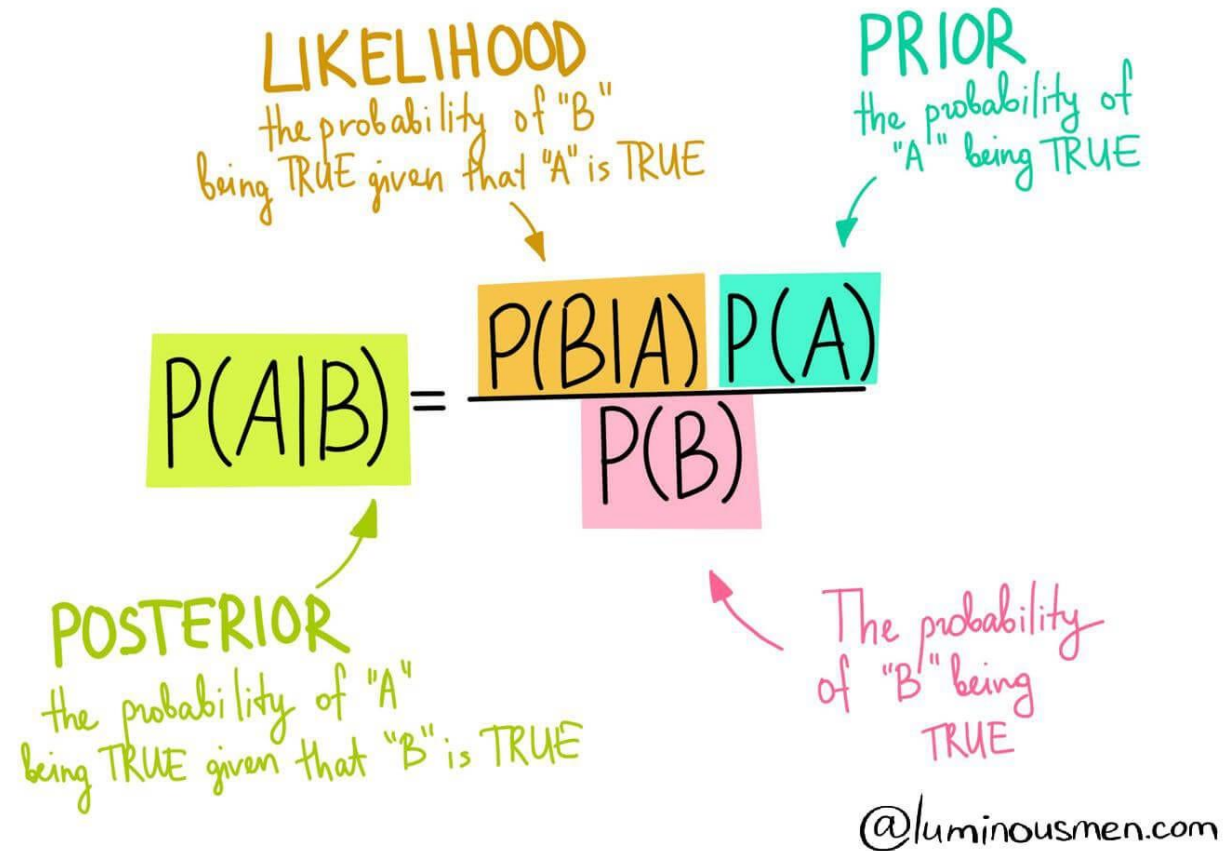 LIKELIHOOD
the probability of "B"
being TRUE given that "A" is TRUE
PRIOR
the probability of
"A" being TRUE
P(A|B) = P(B|A) P(A)
P(B)
POSTERIOR
the probability of "A"
being TRUE given that "B" is TRUE
The probability
of "B" being
TRUE
@luminousmen.com